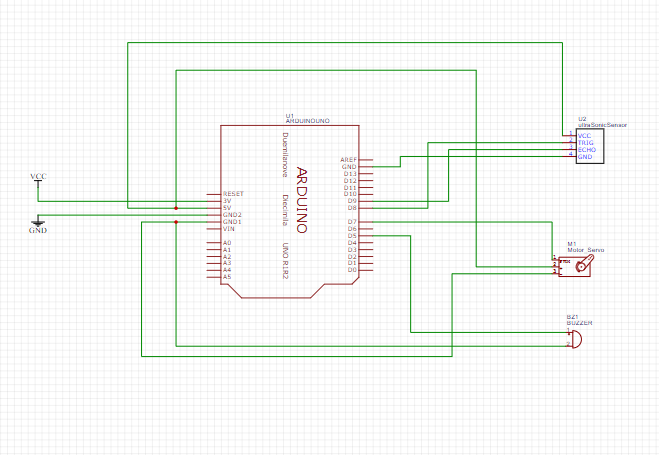 U1
ARDUINOUNO
Duemilanove
ARDUINO
Diecimila
UNO R1R2
RESET
3V
5V
GND2
GND1
VIN
A0
A1
A2
A3
A4
A5
AREF
GND
D13
D12
D11
D10
D9
D8
D7
D6
D5
D4
D3
D2
D1
D0
VCC
GND
U2
ultraSonicSensor
1 VCC
2 TRIG
3 ECHO
4 GND
M1
Motor_Servo
1
2
3
BZ1
BUZZER
1
2